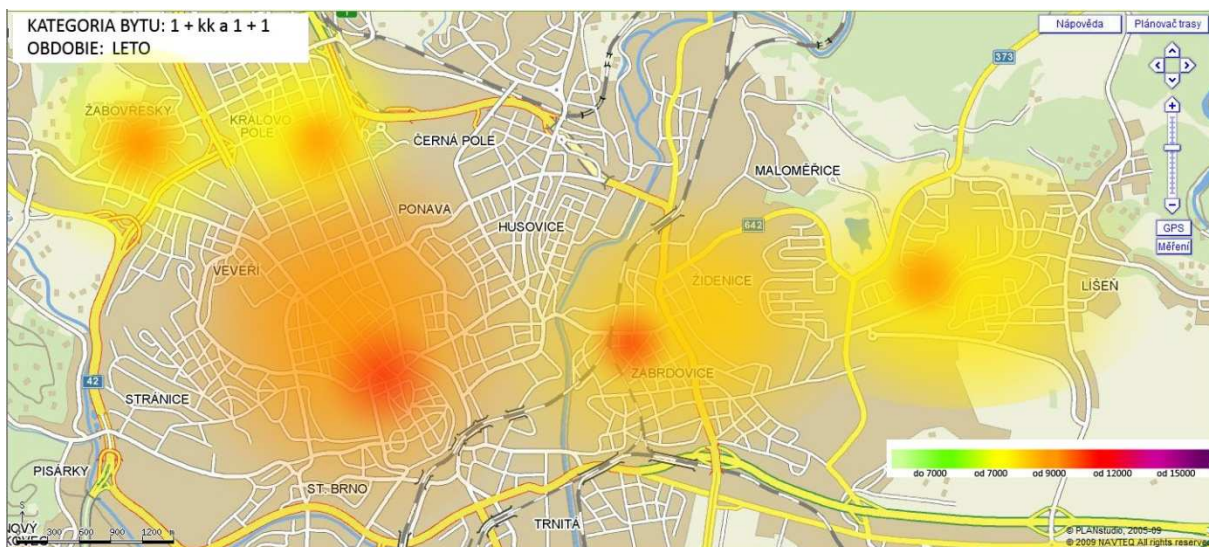 KATEGORIA BYTU: 1 + kk a 1 + 1
OBDOBIE: LETO
Nápověda
Plánovač trasy
373
ŽABOVŘESKY
KRÁLOVO
POLE
ČERNÁ POLE
MALOMĚŘICE
PONAVA
HUSOVICE
642
GPS
Měření
VEVEŘÍ
ŽIDENICE
LÍŠEŇ
42
ZÁBRDOVICE
STRÁNICE
PISÁRKY
ST. BRNO
TRNITÁ
do 7000
od 7000
od 9000
od 12000
od 15000
S
300
600
900
1200
© PLANstudio, 2005-09
© 2009 NAVTEQ All rights reserve